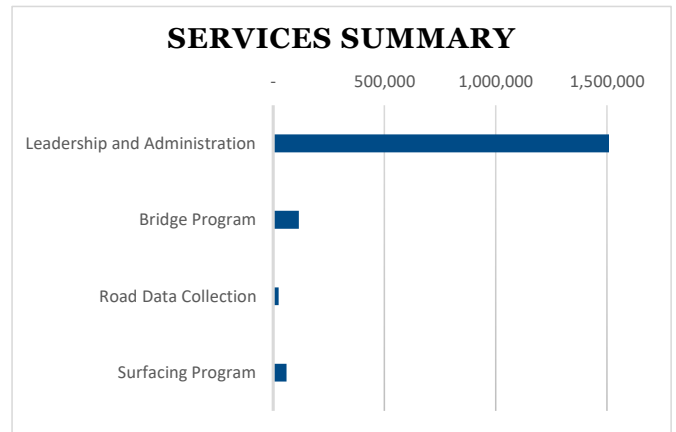 SERVICES SUMMARY
- 500,000 1,000,000 1,500,000
Leadership and Administration
Bridge Program
Road Data Collection
Surfacing Program